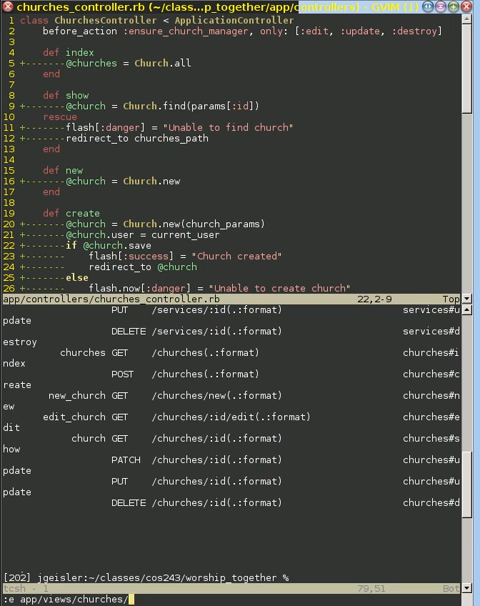 churches_controller.rb (~/class...p_together/app/controllers) - GVIM (1)
1 class ChurchesController < ApplicationController
2 before_action :ensure_church_manager, only: [:edit, :update, :destroy]
3
4 def index
5 +-------@churches = Church.all
6 end
7
8 def show
9 +-------@church = Church.find(params[:id])
10 rescue
11 +-------flash[:danger] = "Unable to find church"
12 +-------redirect_to churches_path
13 end
14
15 def new
16 +-------@church = Church.new
17 end
18
19 def create
20 +-------@church = Church.new(church_params)
21 +-------@church.user = current_user
22 +-------if @church.save
23 +------- flash[:success] = "Church created"
24 +------- redirect_to @church
25 +-------else
26 +------- flash.now[:danger] = "Unable to create church"
app/controllers/churches_controller.rb 22,2-9 Top
PUT /services/:id(.:format) services#u
pdate
DELETE /services/:id(.:format) services#d
estroy
churches GET /churches(.:format) churches#i
ndex
POST /churches(.:format) churches#c
reate
new_church GET /churches/new(.:format) churches#n
ew
edit_church GET /churches/:id/edit(.:format) churches#e
dit
church GET /churches/:id(.:format) churches#s
how
PATCH /churches/:id(.:format) churches#u
pdate
PUT /churches/:id(.:format) churches#u
pdate
DELETE /churches/:id(.:format) churches#d
[202] jgeisler:~/classes/cos243/worship_together %
tcsh - 1 79,51 Bot
:e app/views/churches/